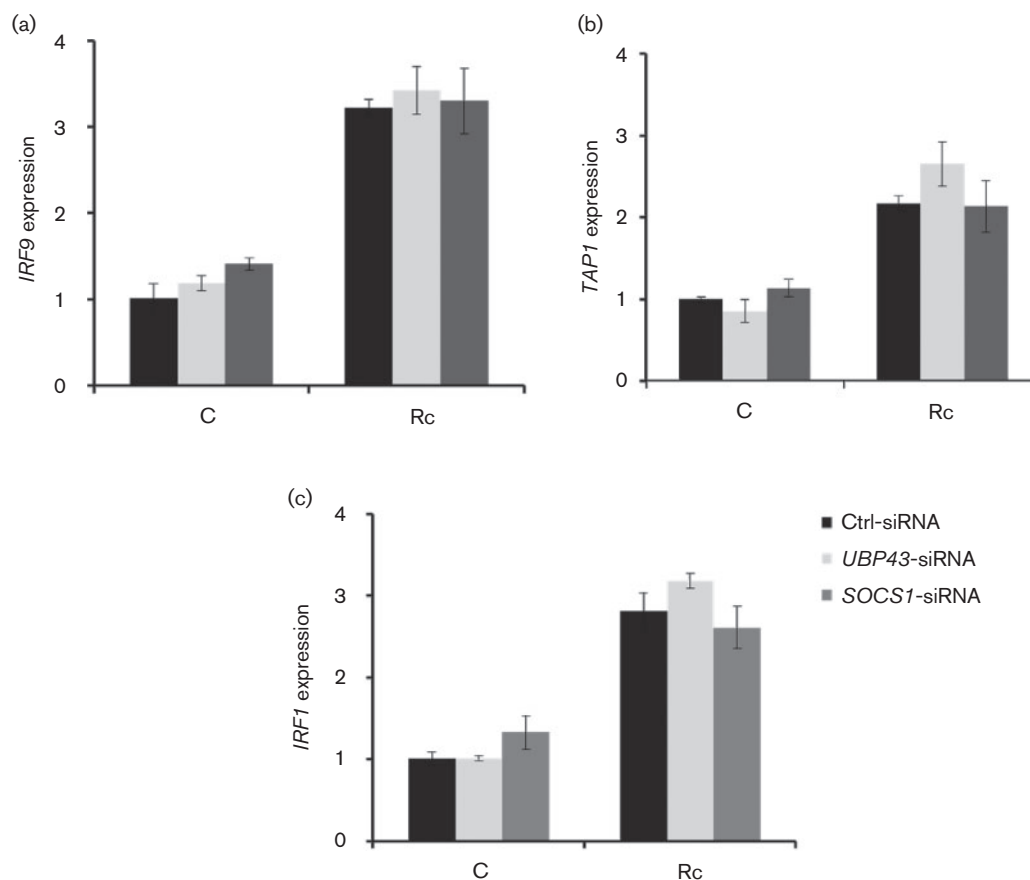 (a)
4
3
2
1
0
IRF9 expression
C
Rc
(b)
4
3
2
1
0
TAP1 expression
C
Rc
(c)
4
3
2
1
0
IRF1 expression
C
Rc
Ctrl-siRNA
UBP43-siRNA
SOCS1-siRNA